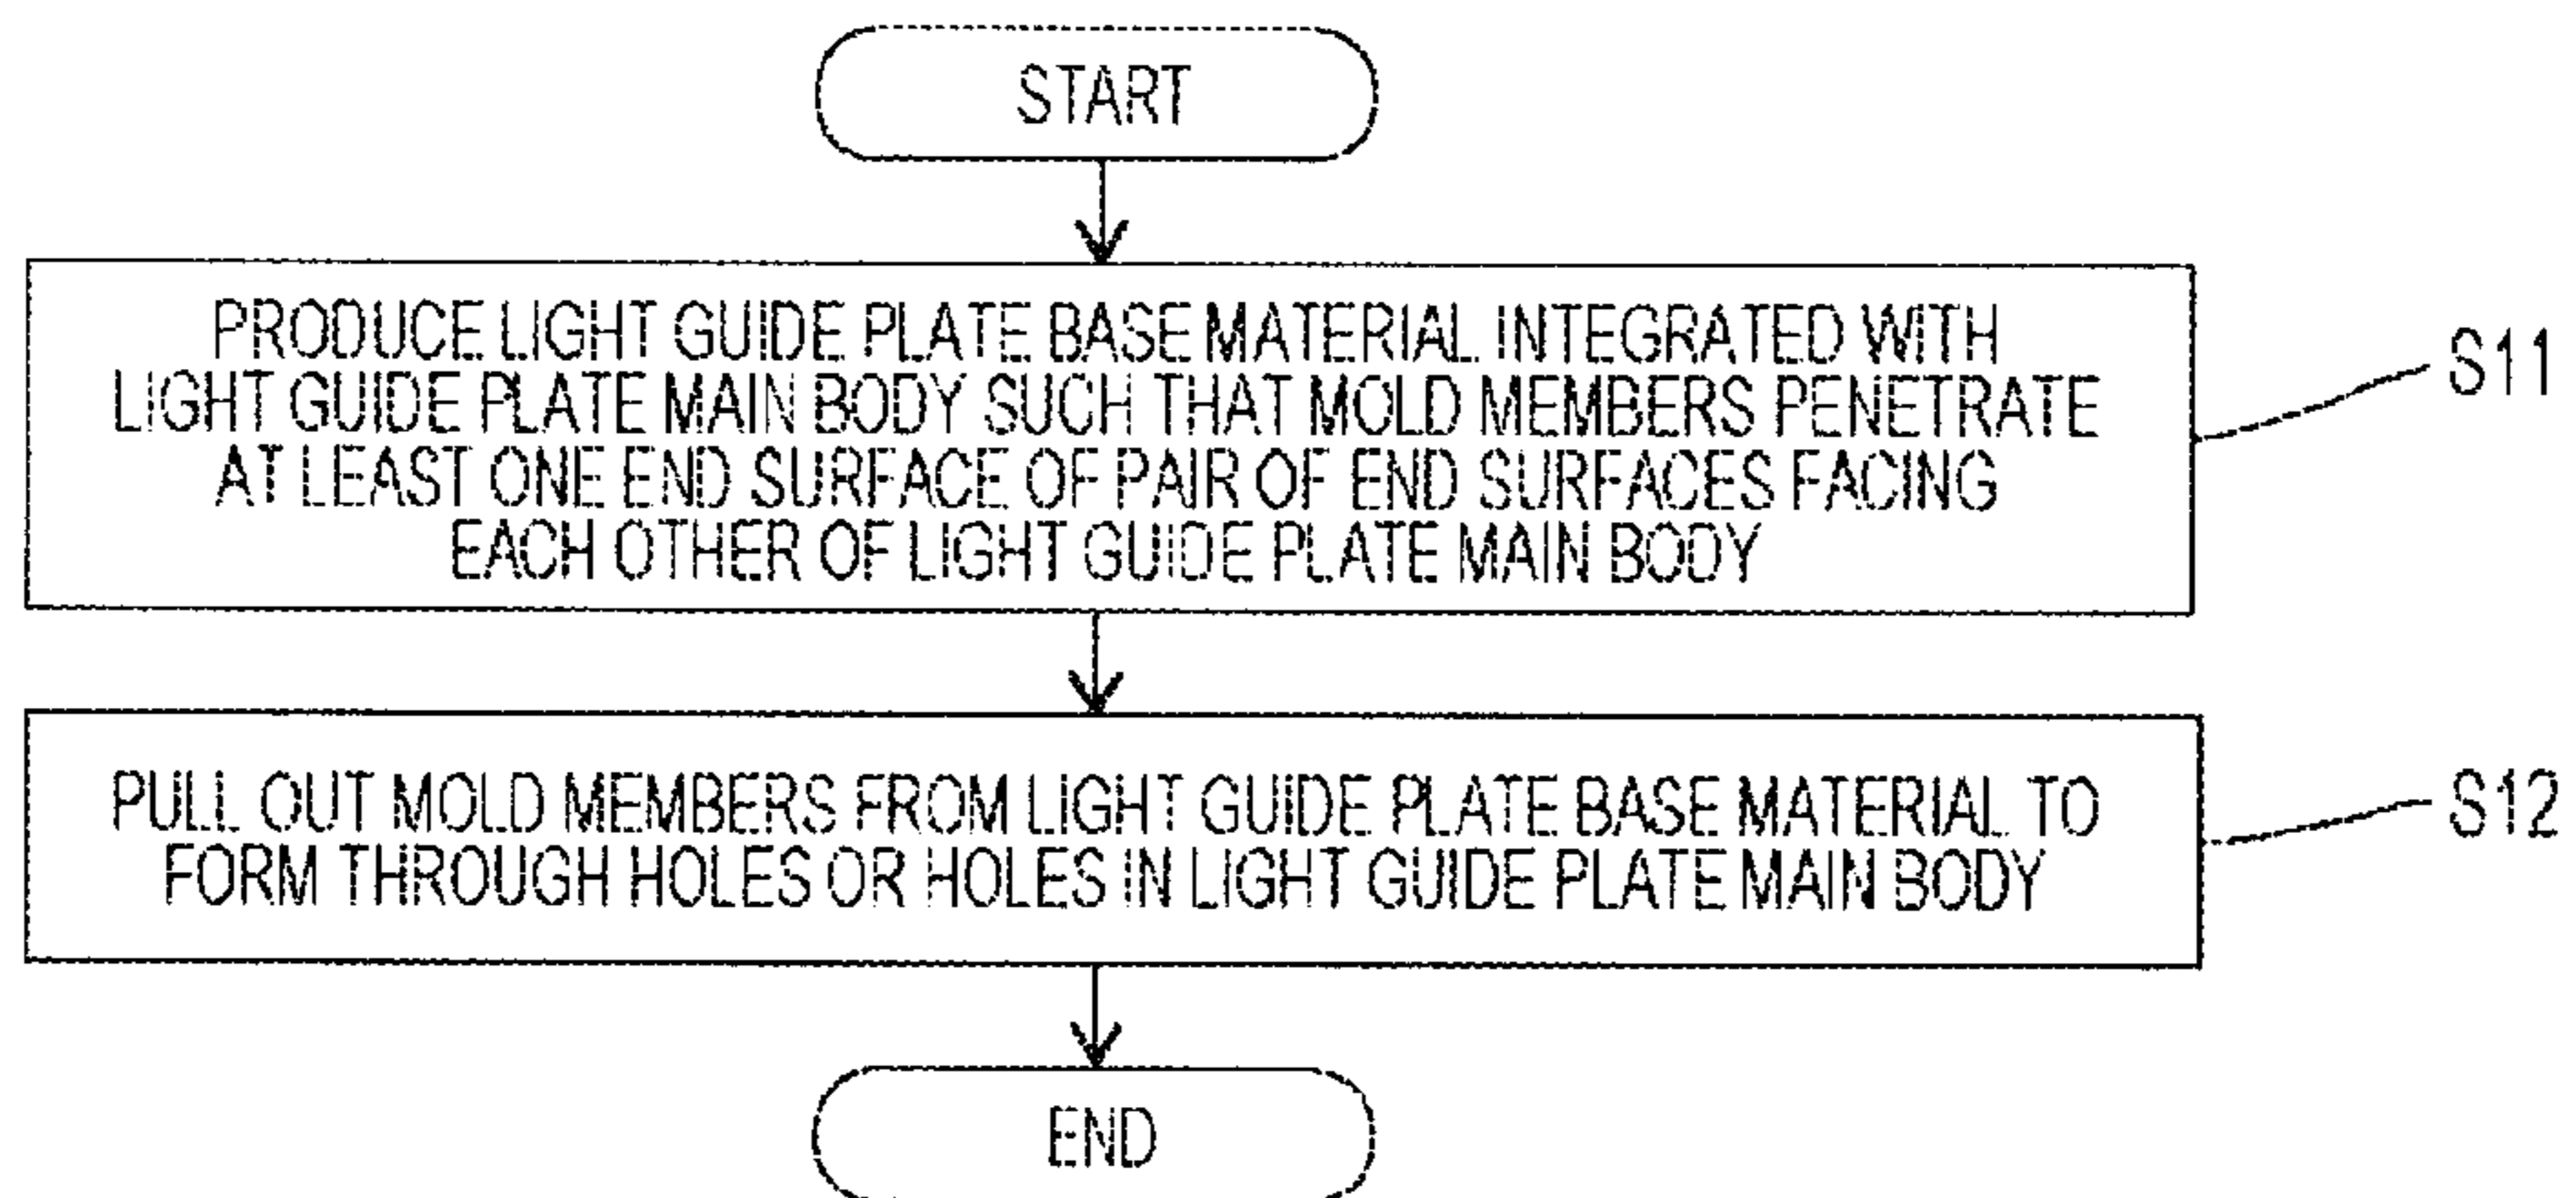 START
PRODUCE LIGHT GUIDE PLATE BASE MATERIAL INTEGRATED WITH
LIGHT GUIDE PLATE MAIN BODY SUCH THAT MOLD MEMBERS PENETRATE
AT LEAST ONE END SURFACE OF PAIR OF END SURFACES FACING
EACH OTHER OF LIGHT GUIDE PLATE MAIN BODY
S11
PULL OUT MOLD MEMBERS FROM LIGHT GUIDE PLATE BASE MATERIAL TO
FORM THROUGH HOLES OR HOLES IN LIGHT GUIDE PLATE MAIN BODY
S12
END